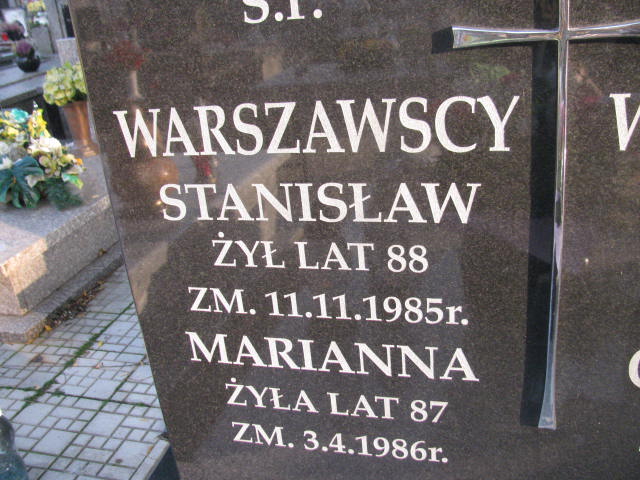 Ś.P.
WARSZAWSCY
STANISŁAW
ŻYŁ LAT 88
ZM. 11.11.1985r.
MARIANNA
ŻYŁA LAT 87
ZM. 3.4.1986r.